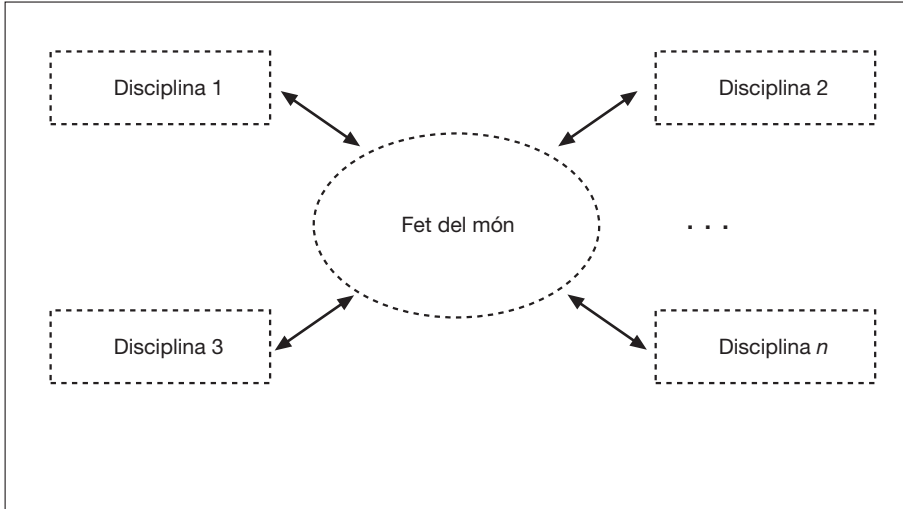 Disciplina 1
Disciplina 2
Fet del món
. . .
Disciplina 3
Disciplina n